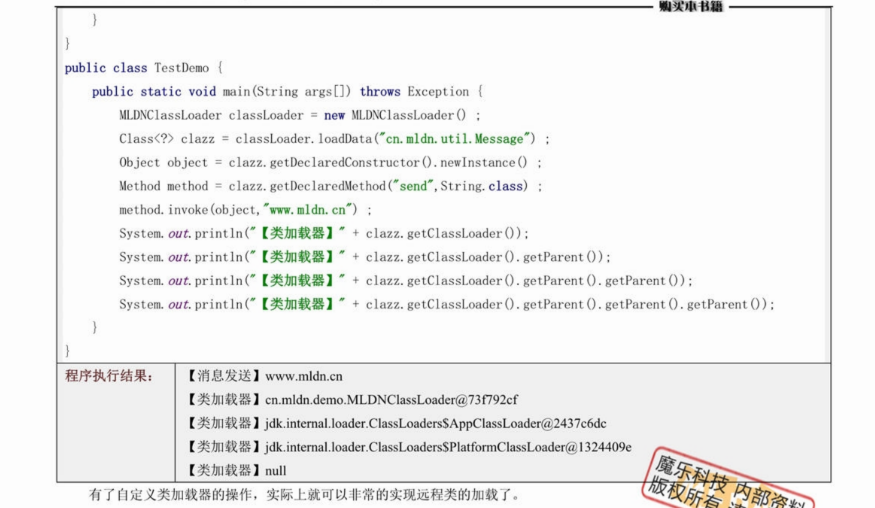 购买本书籍
}
}
public class TestDemo {
public static void main(String args[]) throws Exception {
MLDNClassLoader classLoader = new MLDNClassLoader() ;
Class<?> clazz = classLoader.loadData("cn.mldn.util.Message") ;
Object object = clazz.getDeclaredConstructor().newInstance() ;
Method method = clazz.getDeclaredMethod("send",String.class) ;
method.invoke(object,"www.mldn.cn") ;
System.out.println("【类加载器】" + clazz.getClassLoader());
System.out.println("【类加载器】" + clazz.getClassLoader().getParent());
System.out.println("【类加载器】" + clazz.getClassLoader().getParent().getParent());
System.out.println("【类加载器】" + clazz.getClassLoader().getParent().getParent().getParent());
}
}
程序执行结果: 【消息发送】www.mldn.cn
【类加载器】cn.mldn.demo.MLDNClassLoader@73f792cf
【类加载器】jdk.internal.loader.ClassLoaders$AppClassLoader@2437c6dc
【类加载器】jdk.internal.loader.ClassLoaders$PlatformClassLoader@1324409e
【类加载器】null
有了自定义类加载器的操作，实际上就可以非常的实现远程类的加载了。
魔乐科技 内部资料
版权所有